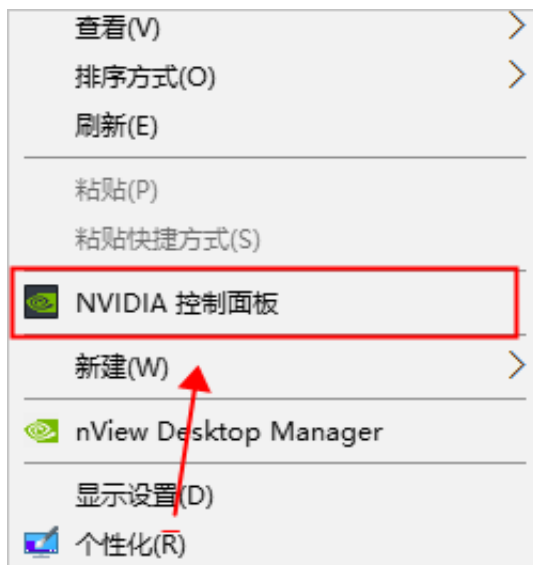 查看(V)
排序方式(O)
刷新(E)
粘贴(P)
粘贴快捷方式(S)
NVIDIA 控制面板
新建(W)
nView Desktop Manager
显示设置(D)
个性化(R)